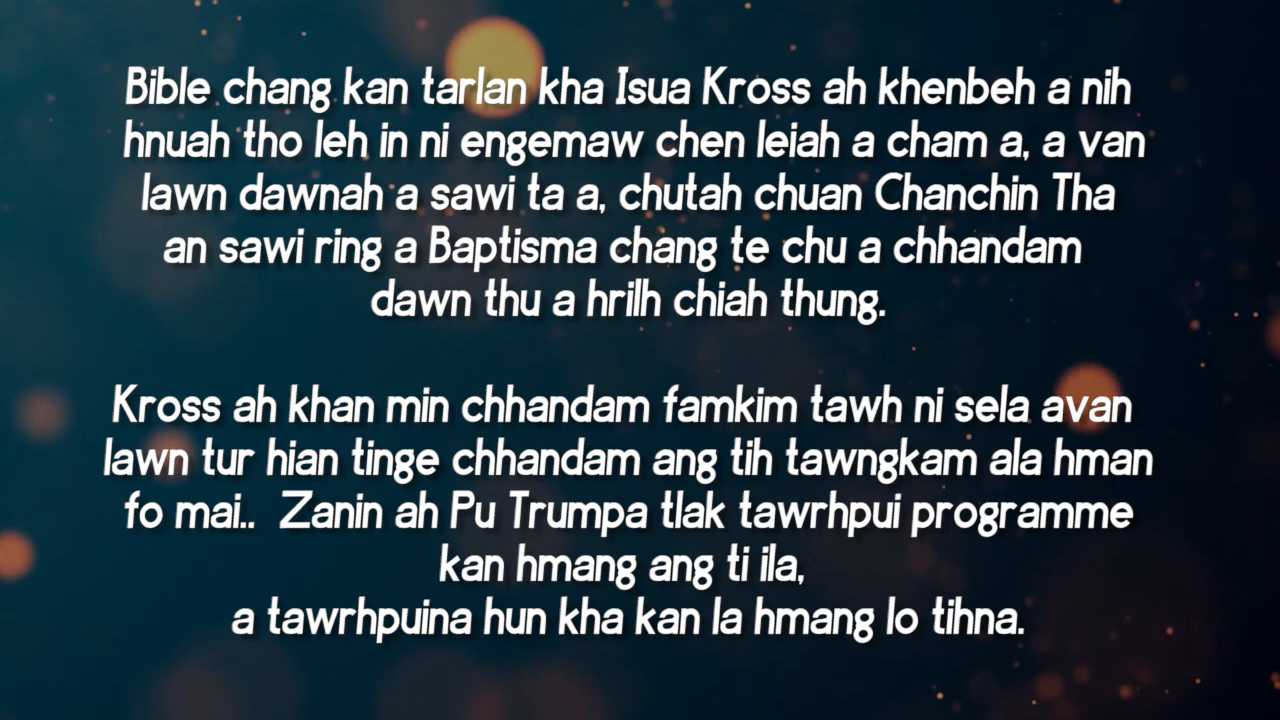 Bible chang kan tarlan kha Isua Kross ah khenbeh a nih
hnuah tho leh in ni engemaw chen leiah a cham a, a van
lawn dawnah a sawi ta a, chutah chuan Chanchin Tha
an sawi ring a Baptisma chang te chu a chhandam
dawn thu a hrilh chiah thung.
Kross ah khan min chhandam famkim tawh ni sela avan
lawn tur hian tinge chhandam ang tih tawngkam ala hman
fo mai.. Zanin ah Pu Trumpa tlak tawrhpui programme
kan hmang ang ti ila,
a tawrhpuina hun kha kan la hmang lo tihna.